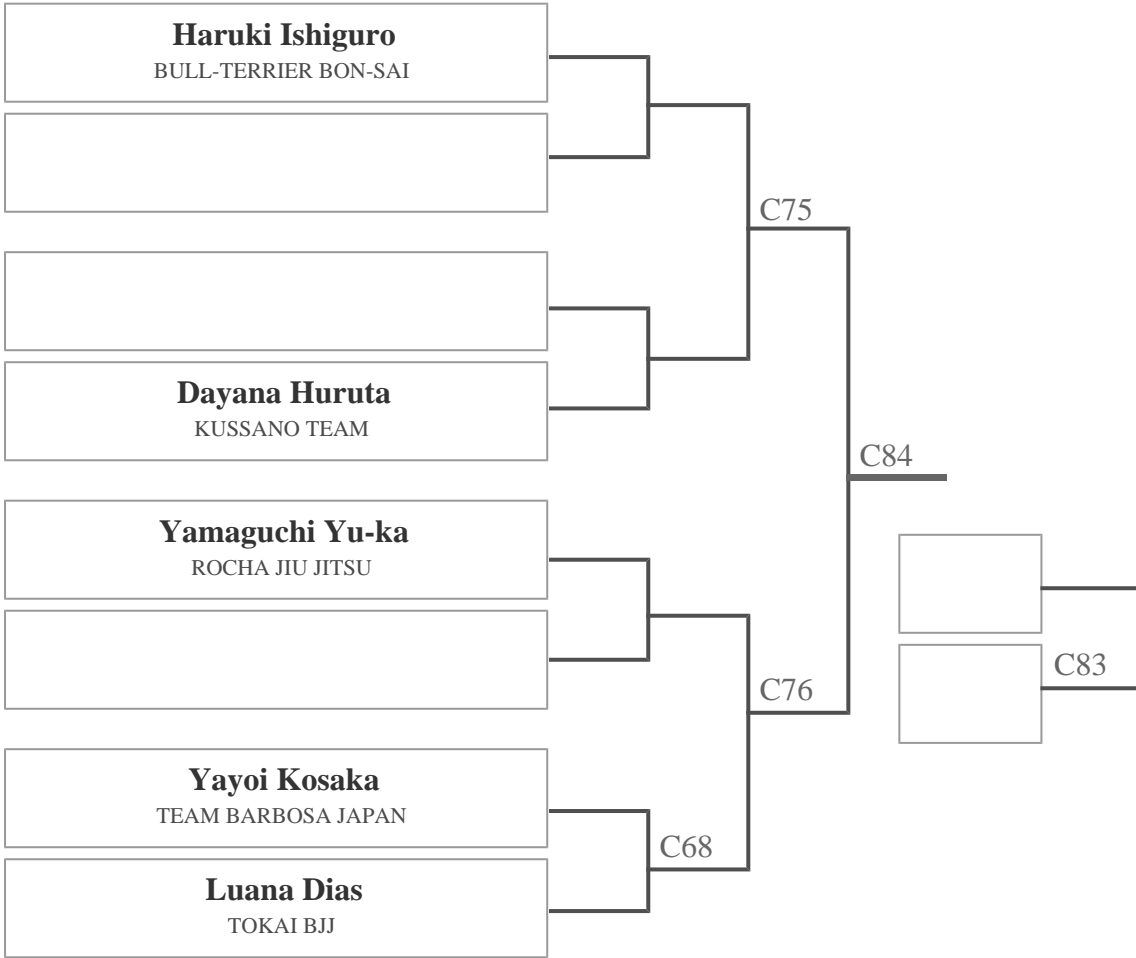 Haruki Ishiguro
BULL-TERRIER BON-SAI
C75
Dayana Huruta
KUSSANO TEAM
C84
Yamaguchi Yu-ka
ROCHA JIU JITSU
C83
C76
Yayoi Kosaka
TEAM BARBOSA JAPAN
C68
Luana Dias
TOKAI BJJ